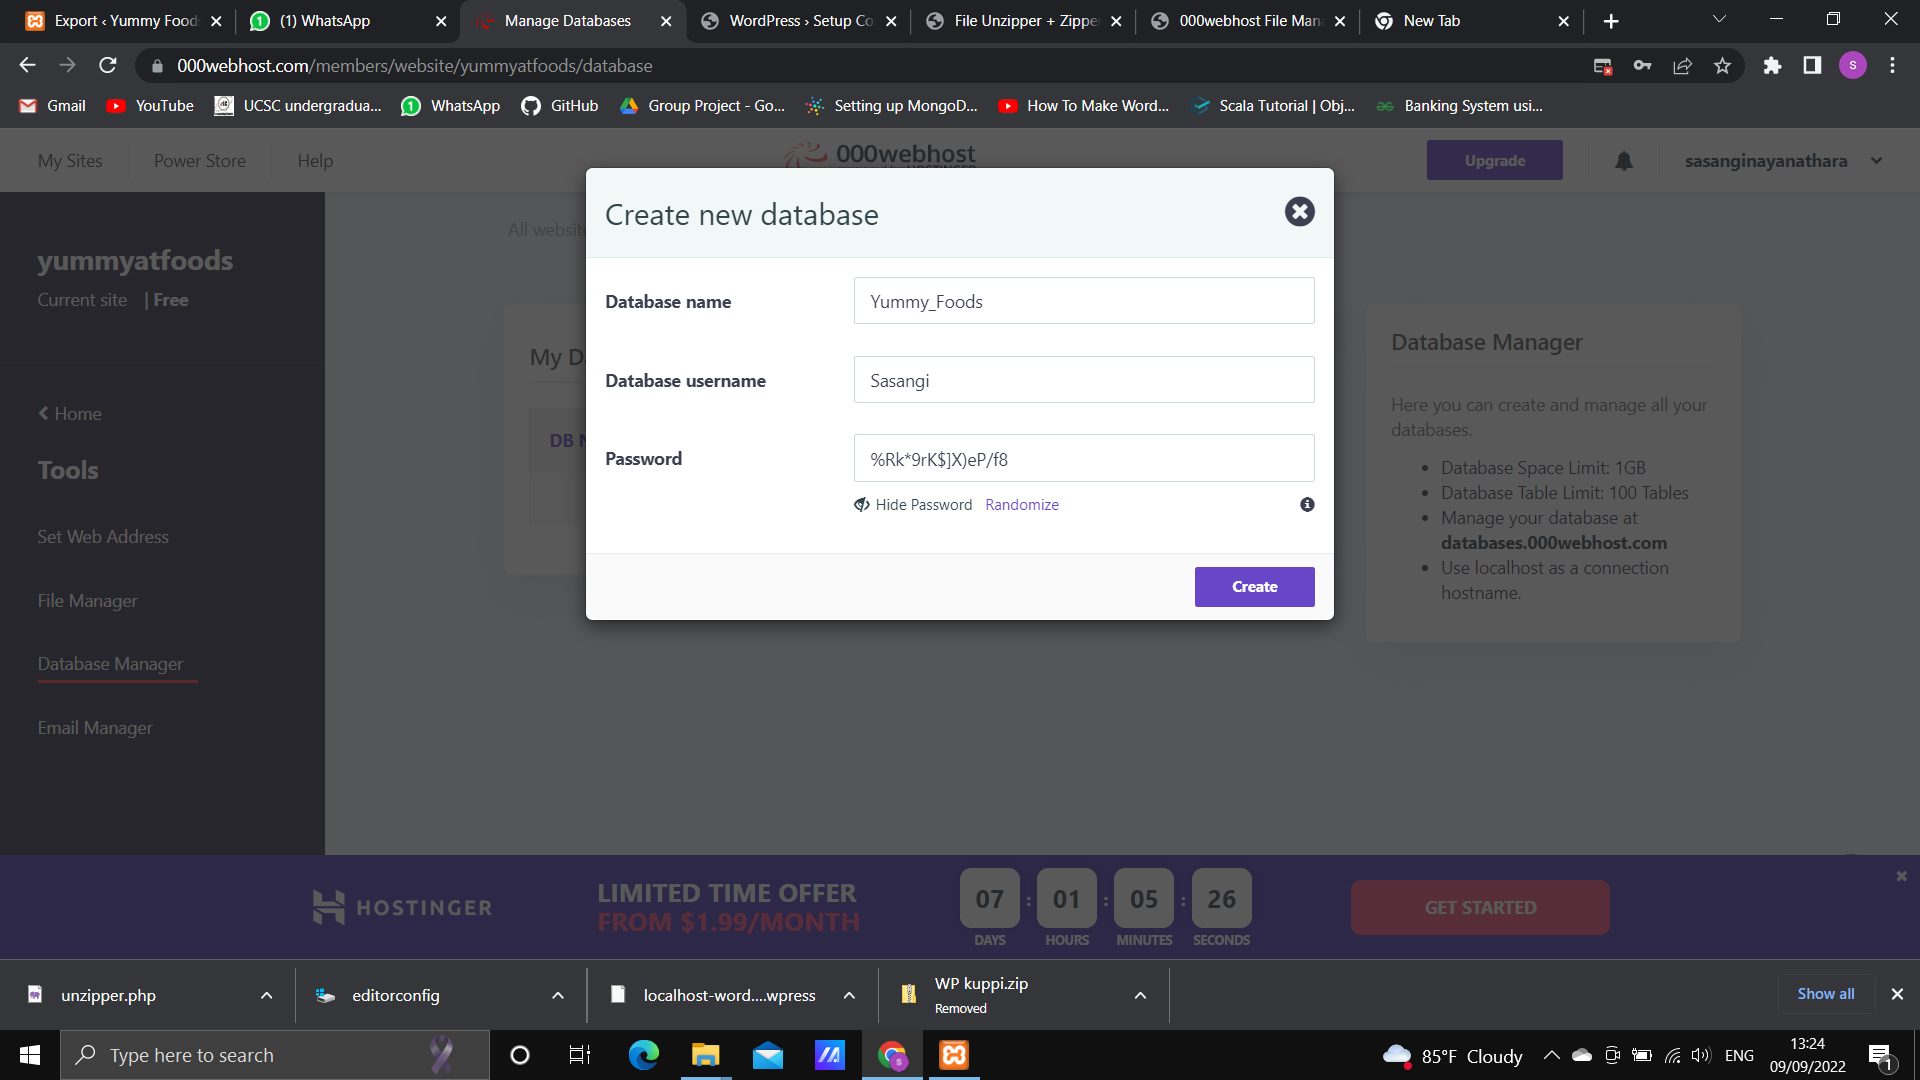 Export ‹ Yummy Foods
(1) WhatsApp
Manage Databases
WordPress › Setup Co
File Unzipper + Zippe
000webhost File Man
New Tab
000webhost.com/members/website/yummyatfoods/database
S
Gmail
YouTube
UCSC undergradua...
WhatsApp
GitHub
Group Project - Go...
Setting up MongoD...
How To Make Word...
Scala Tutorial | Obj...
Banking System usi...
My Sites
Power Store
Help
000webhost
Upgrade
sasanginayanathara
yummyatfoods
Current site | Free
Home
Tools
Set Web Address
File Manager
Database Manager
Email Manager
All website
My D
DB N
Create new database
Database name
Yummy_Foods
Database username
Sasangi
Password
%Rk*9rK$]X)eP/f8
Hide Password Randomize
Create
Database Manager
Here you can create and manage all your
databases.
• Database Space Limit: 1GB
• Database Table Limit: 100 Tables
• Manage your database at
databases.000webhost.com
• Use localhost as a connection
hostname.
HOSTINGER
LIMITED TIME OFFER
FROM $1.99/MONTH
07 : 01 : 05 : 26
DAYS HOURS MINUTES SECONDS
GET STARTED
unzipper.php
editorconfig
localhost-word....wpress
WP kuppi.zip
Removed
Show all
Type here to search
85°F Cloudy
ENG
13:24
09/09/2022
1